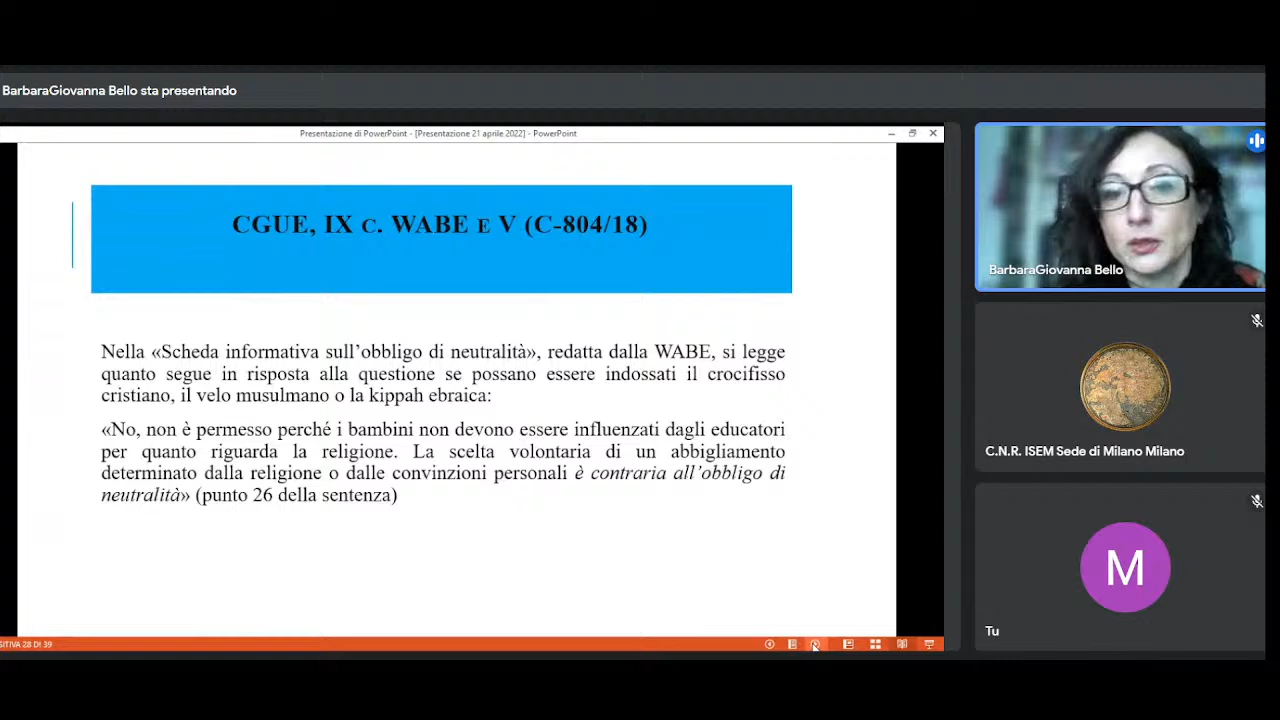 BarbaraGiovanna Bello sta presentando
Presentazione di PowerPoint - [Presentazione 21 aprile 2022] - PowerPoint
CGUE, IX C. WABE E V (C-804/18)
Nella «Scheda informativa sull’obbligo di neutralità», redatta dalla WABE, si legge
quanto segue in risposta alla questione se possano essere indossati il crocifisso
cristiano, il velo musulmano o la kippah ebraica:
«No, non è permesso perché i bambini non devono essere influenzati dagli educatori
per quanto riguarda la religione. La scelta volontaria di un abbigliamento
determinato dalla religione o dalle convinzioni personali è contraria all’obbligo di
neutralità» (punto 26 della sentenza)
SITIVA 28 DI 39
BarbaraGiovanna Bello
C.N.R. ISEM Sede di Milano Milano
M
Tu